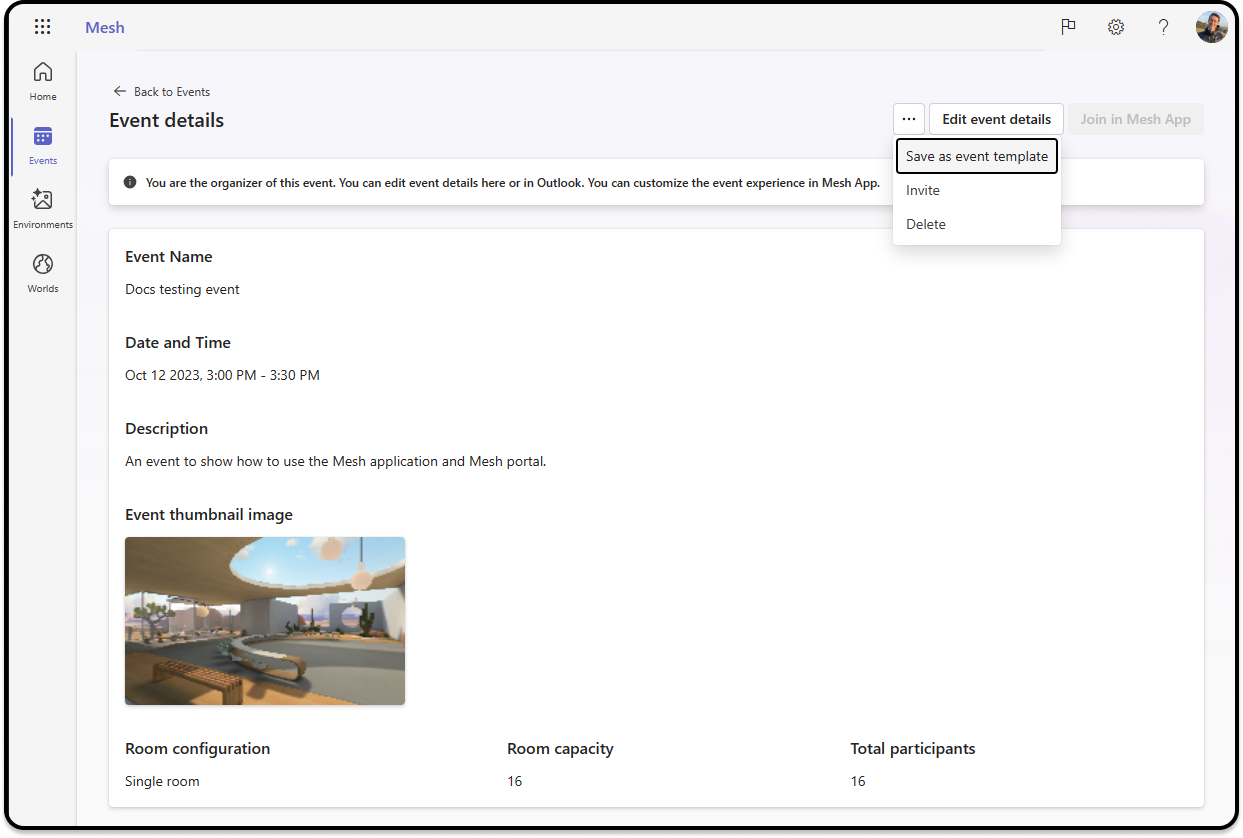 Mesh
Home
Events
Environments
Worlds
Back to Events
Event details
Edit event details
Join in Mesh App
Save as event template
Invite
Delete
You are the organizer of this event. You can edit event details here or in Outlook. You can customize the event experience in Mesh App.
Event Name
Docs testing event
Date and Time
Oct 12 2023, 3:00 PM - 3:30 PM
Description
An event to show how to use the Mesh application and Mesh portal.
Event thumbnail image
Room configuration
Room capacity
Total participants
Single room
16
16